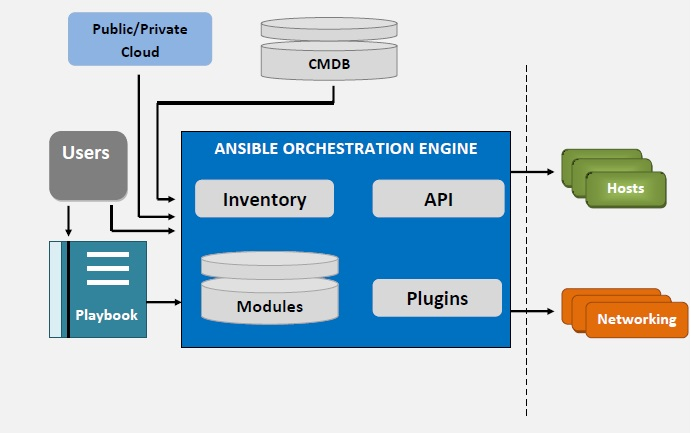 Public/Private
Cloud
CMDB
Users
ANSIBLE ORCHESTRATION ENGINE
Inventory
API
Hosts
Playbook
Modules
Plugins
Networking